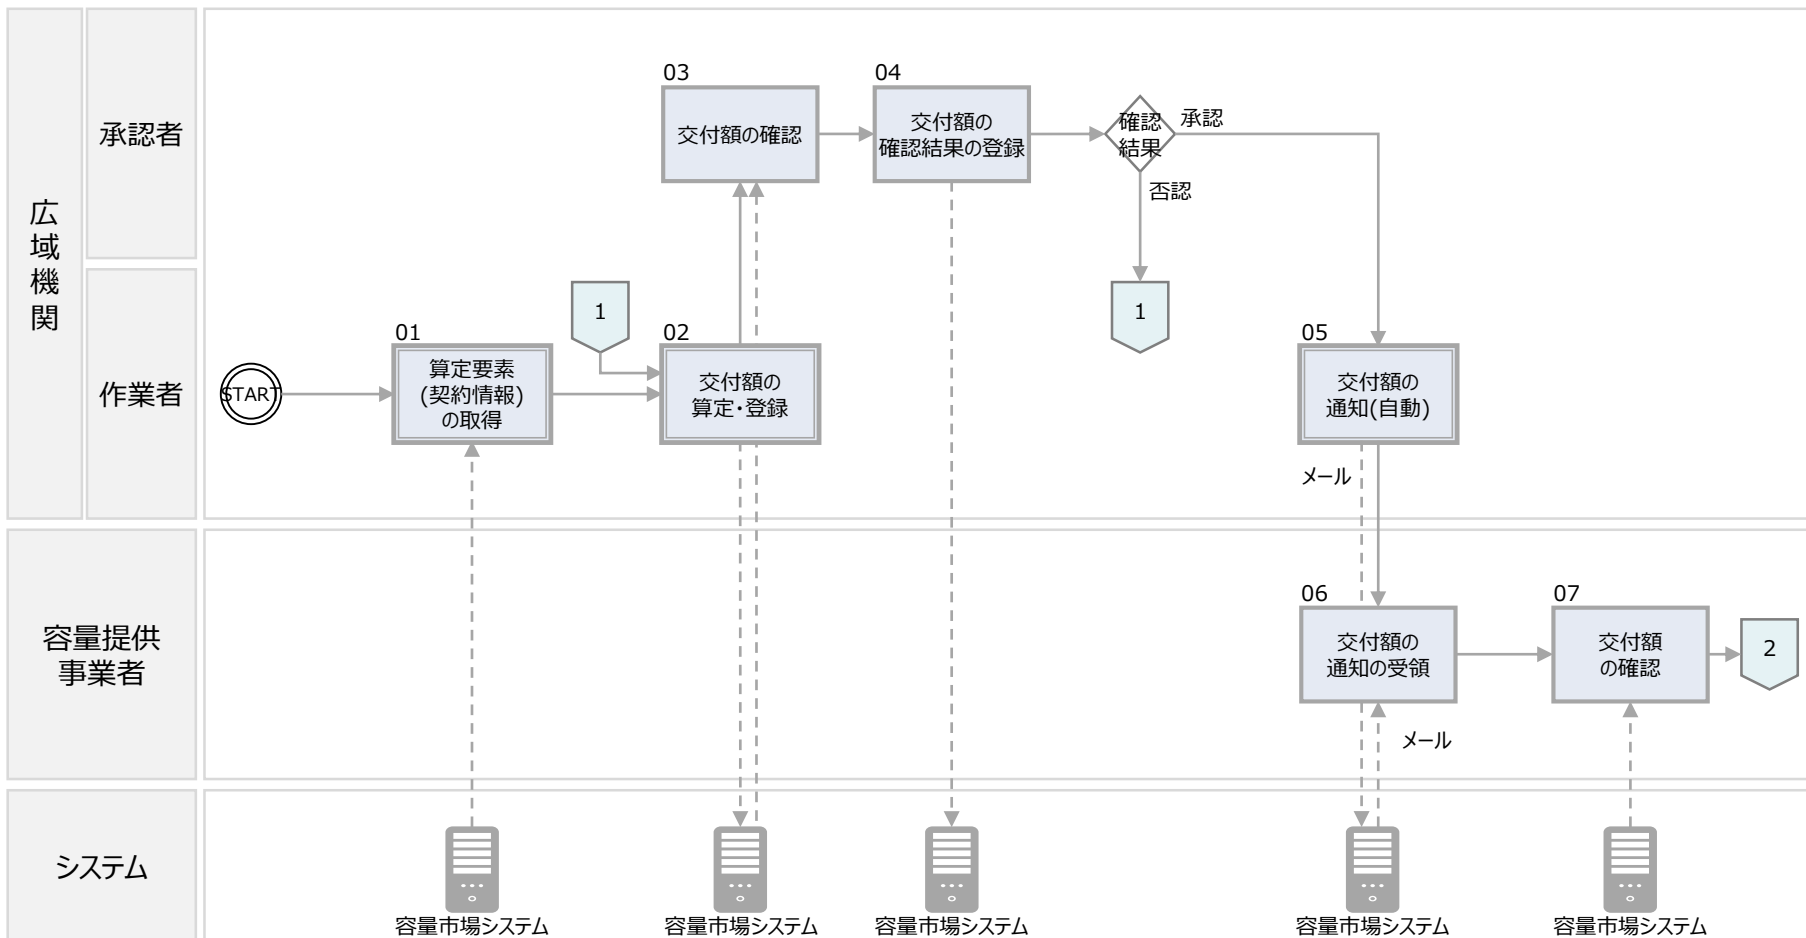 広域機関
承認者
03
交付額の確認
04
交付額の
確認結果の登録
確認
結果
承認
否認
1
作業者
START
01
算定要素
(契約情報)
の取得
1
02
交付額の
算定・登録
05
交付額の
通知(自動)
メール
容量提供
事業者
06
交付額の
通知の受領
メール
07
交付額
の確認
2
システム
容量市場システム
容量市場システム
容量市場システム
容量市場システム
容量市場システム